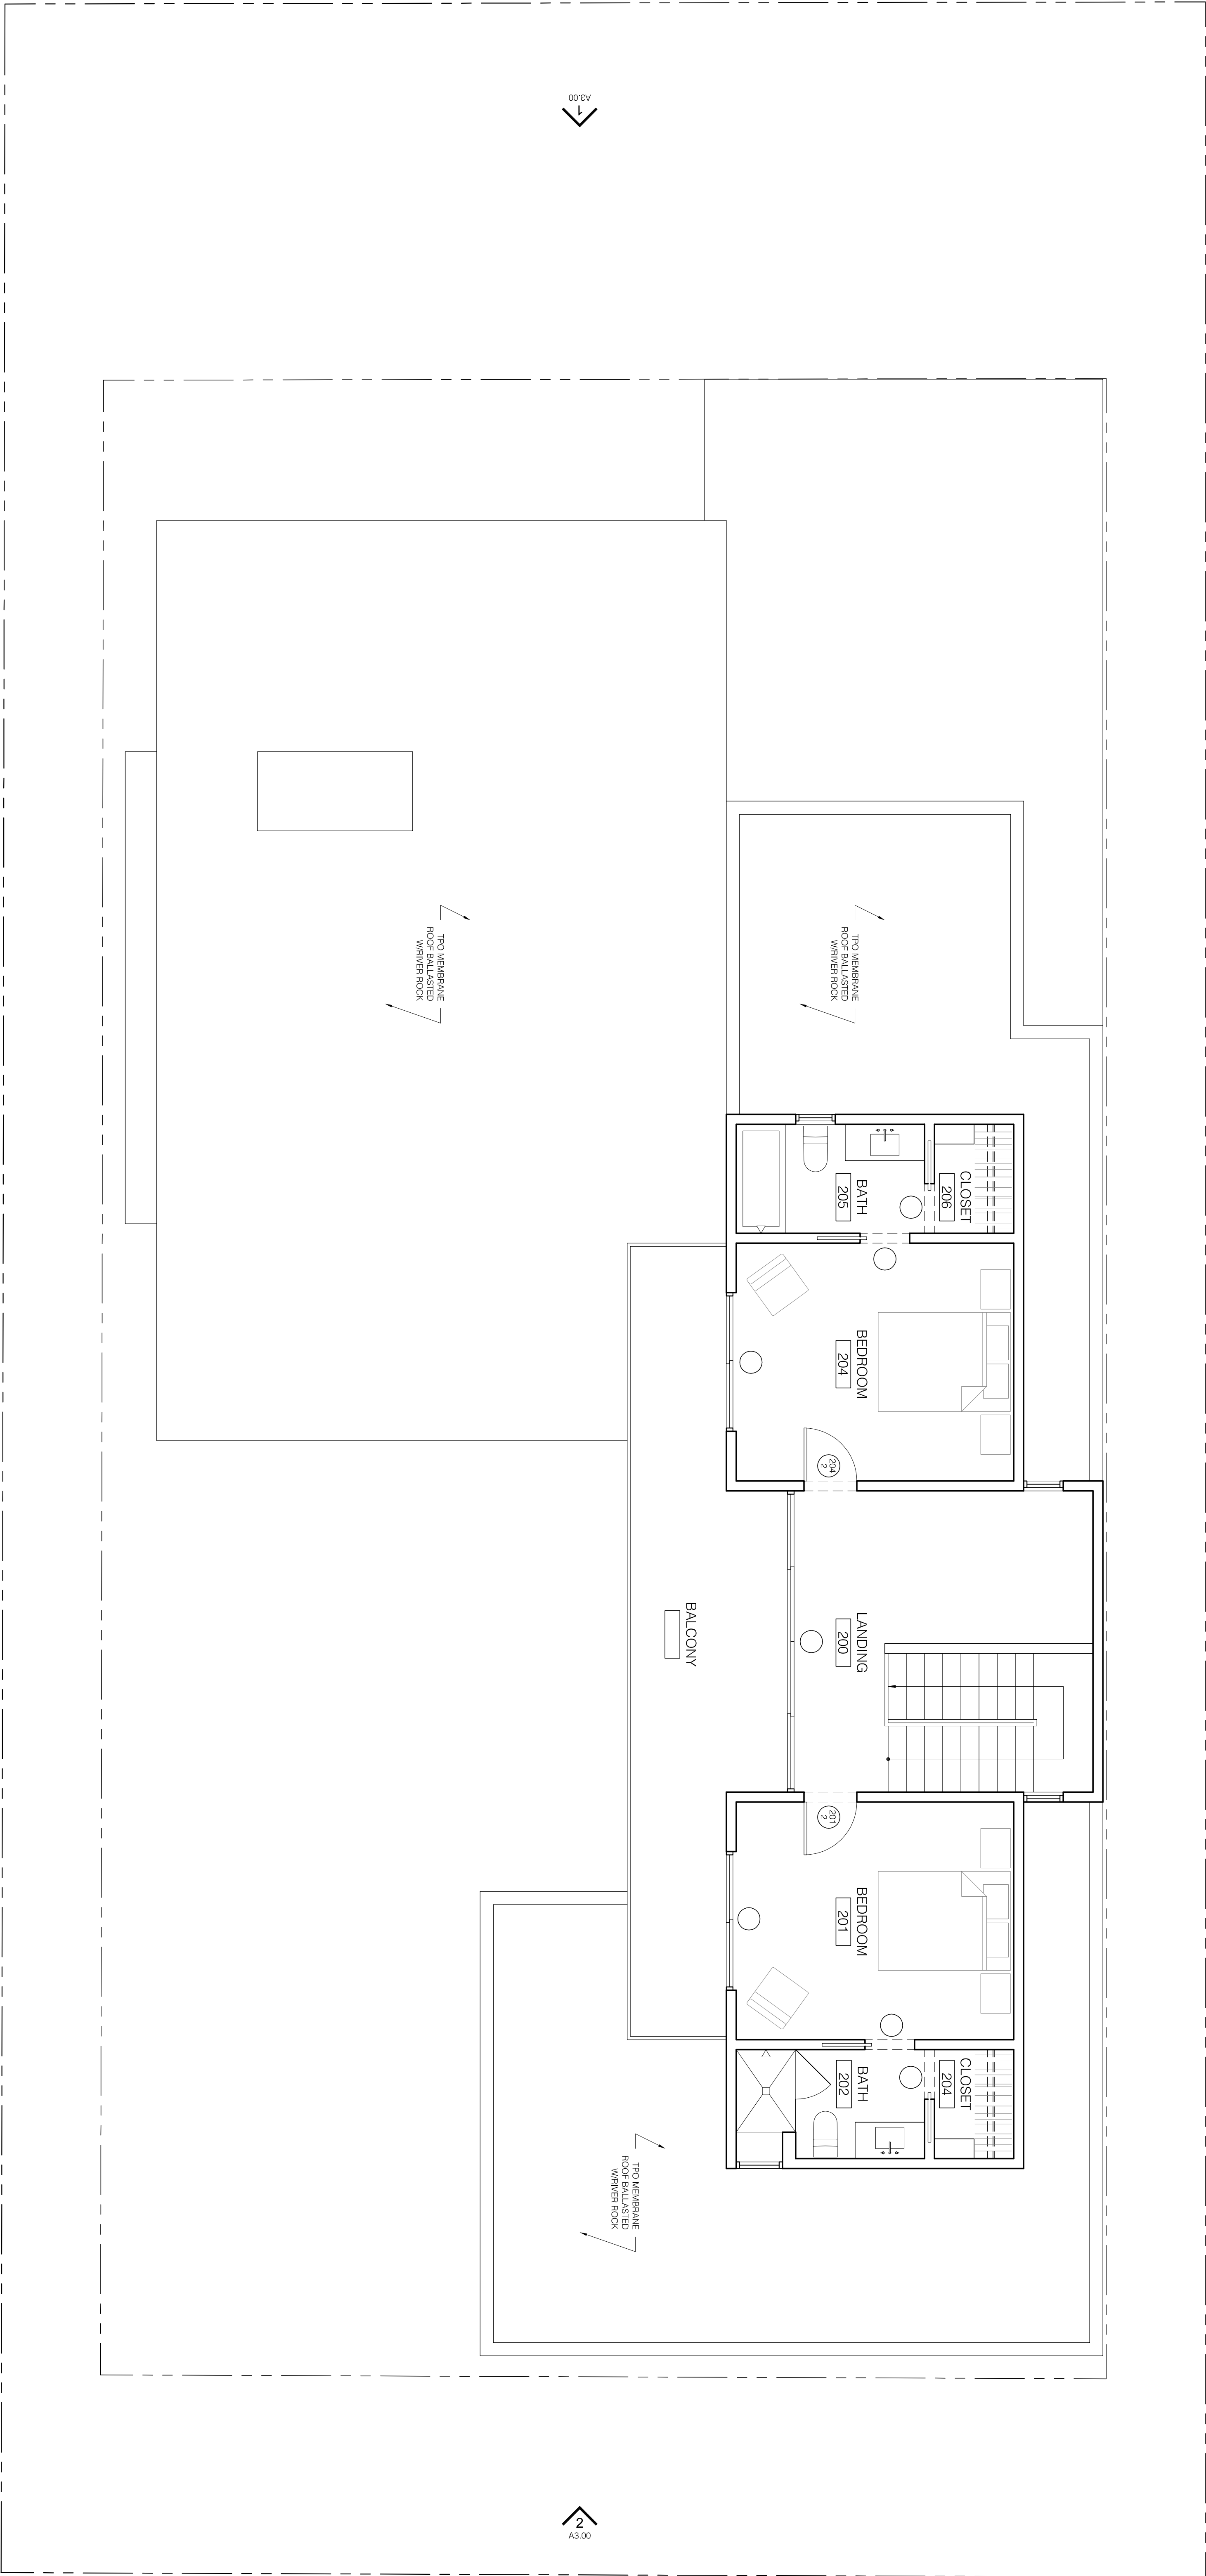 A3.00
1
TPO MEMBRANE
ROOF BALLASTED
W/RIVER ROCK
TPO MEMBRANE
ROOF BALLASTED
W/RIVER ROCK
CLOSET
206
BATH
205
BEDROOM
204
204
2
LANDING
200
BALCONY
201
2
BEDROOM
201
CLOSET
204
BATH
202
TPO MEMBRANE
ROOF BALLASTED
W/RIVER ROCK
2
A3.00